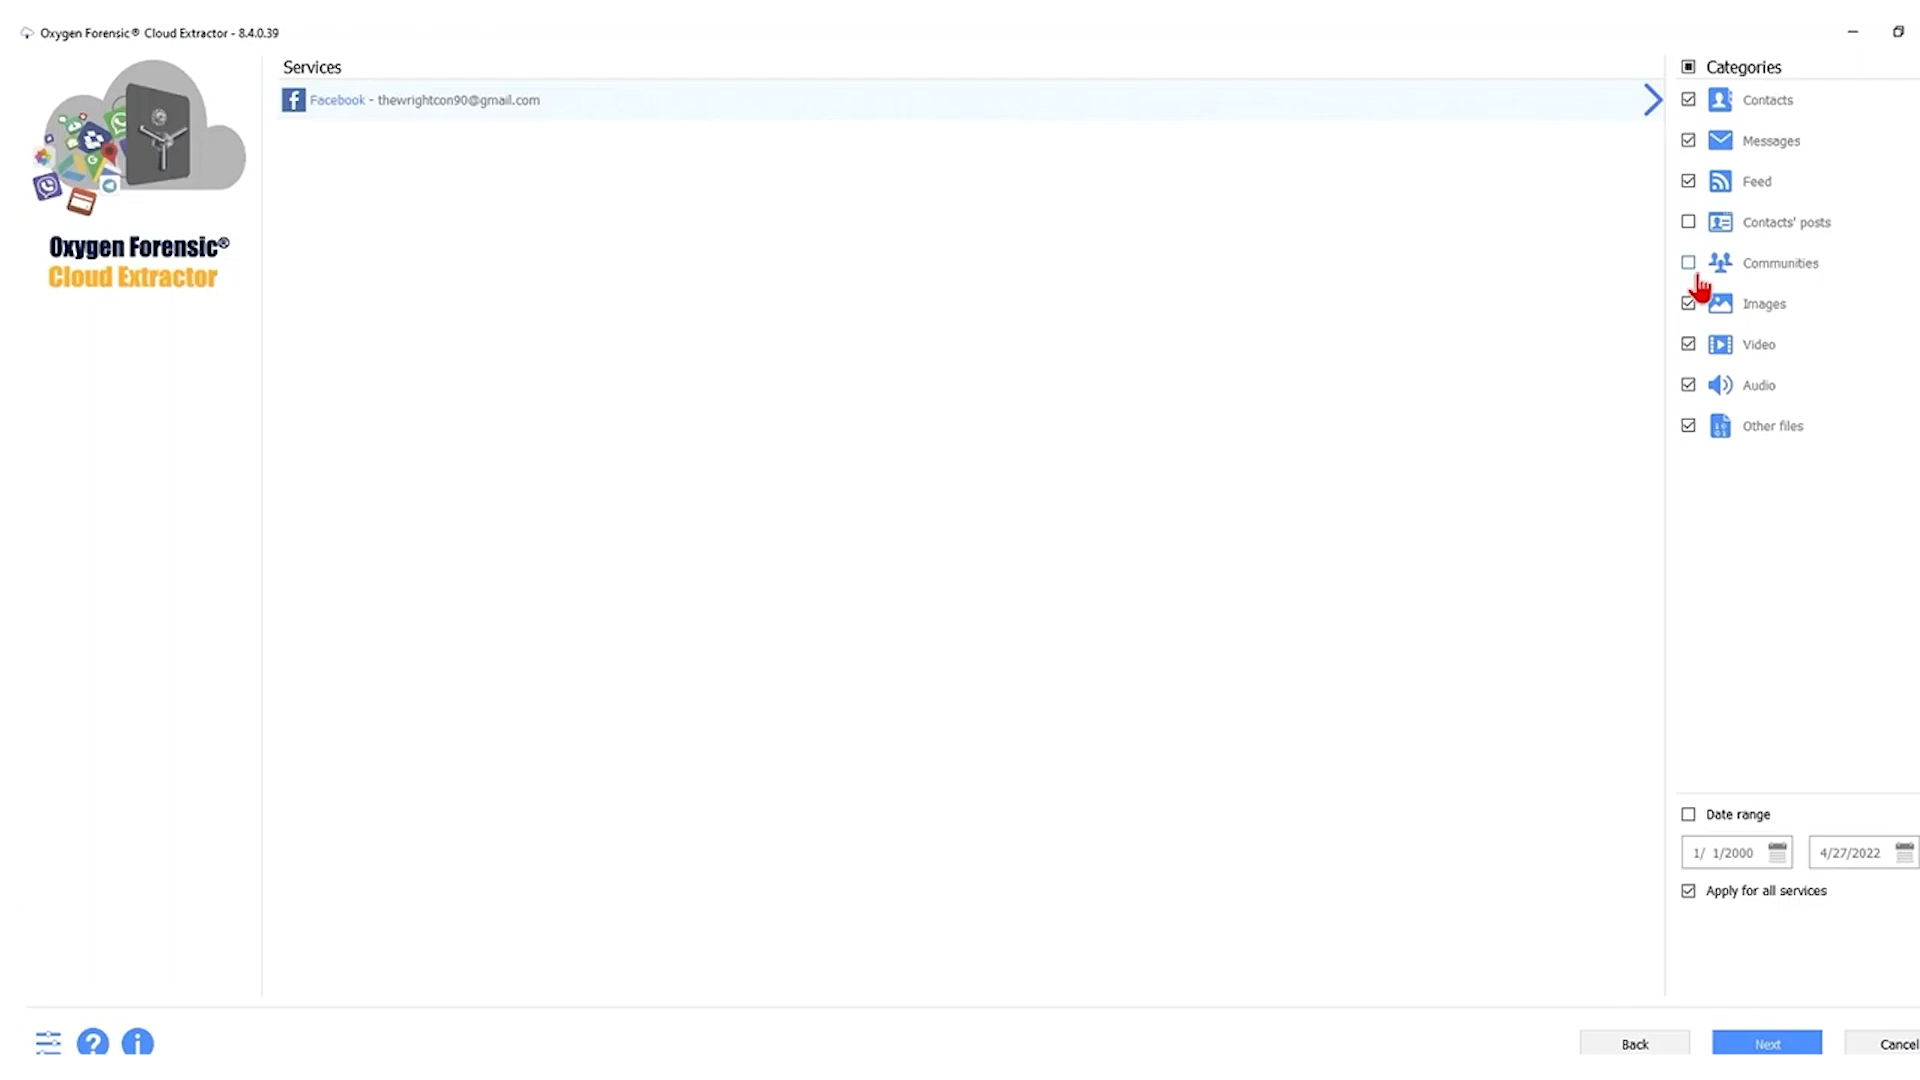 Oxygen Forensic® Cloud Extractor - 8.4.0.39
Oxygen Forensic®
Cloud Extractor
Services
Facebook - thewrightcon90@gmail.com
Categories
Contacts
Messages
Feed
Contacts' posts
Communities
Images
Video
Audio
Other files
Date range
1/ 1/2000 4/27/2022
Apply for all services
Back Next Cancel